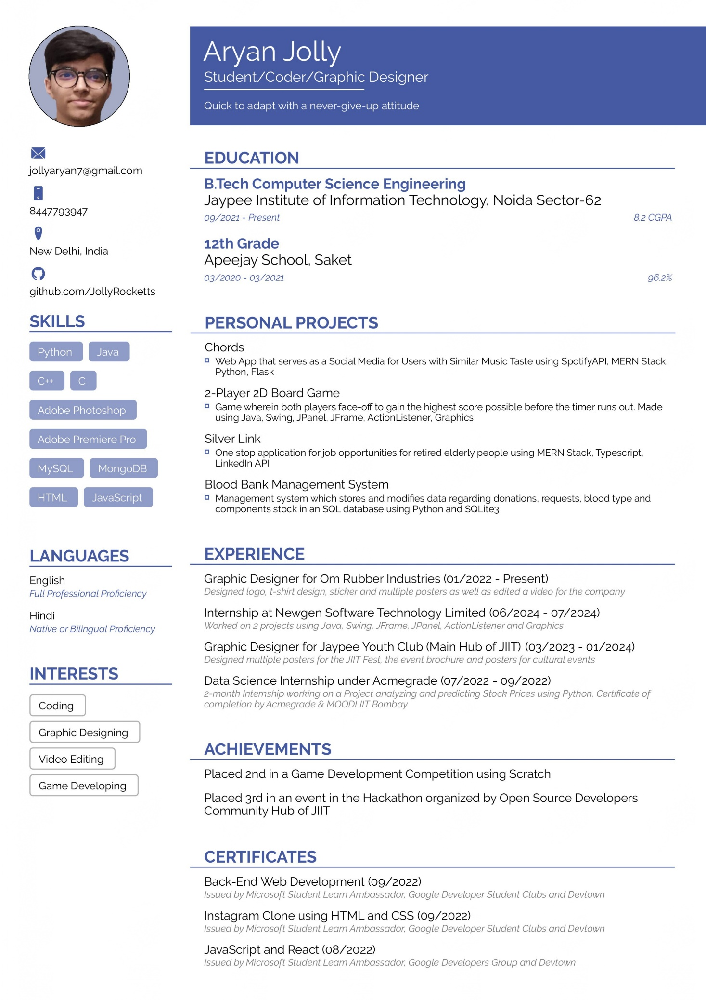 Aryan Jolly
Student/Coder/Graphic Designer
Quick to adapt with a never-give-up attitude
jollyaryan7@gmail.com
8447793947
New Delhi, India
github.com/JollyRocketts
SKILLS
Python Java
C++ C
Adobe Photoshop
Adobe Premiere Pro
MySQL MongoDB
HTML JavaScript
LANGUAGES
English
Full Professional Proficiency
Hindi
Native or Bilingual Proficiency
INTERESTS
Coding
Graphic Designing
Video Editing
Game Developing
EDUCATION
B.Tech Computer Science Engineering
Jaypee Institute of Information Technology, Noida Sector-62
09/2021 - Present 8.2 CGPA
12th Grade
Apeejay School, Saket
03/2020 - 03/2021 96.2%
PERSONAL PROJECTS
Chords
Web App that serves as a Social Media for Users with Similar Music Taste using SpotifyAPI, MERN Stack,
Python, Flask
2-Player 2D Board Game
Game wherein both players face-off to gain the highest score possible before the timer runs out. Made
using Java, Swing, JPanel, JFrame, ActionListener, Graphics
Silver Link
One stop application for job opportunities for retired elderly people using MERN Stack, Typescript,
LinkedIn API
Blood Bank Management System
Management system which stores and modifies data regarding donations, requests, blood type and
components stock in an SQL database using Python and SQLite3
EXPERIENCE
Graphic Designer for Om Rubber Industries (01/2022 - Present)
Designed logo, t-shirt design, sticker and multiple posters as well as edited a video for the company
Internship at Newgen Software Technology Limited (06/2024 - 07/2024)
Worked on 2 projects using Java, Swing, JFrame, JPanel, ActionListener and Graphics
Graphic Designer for Jaypee Youth Club (Main Hub of JIIT) (03/2023 - 01/2024)
Designed multiple posters for the JIIT Fest, the event brochure and posters for cultural events
Data Science Internship under Acmegrade (07/2022 - 09/2022)
2-month Internship working on a Project analyzing and predicting Stock Prices using Python, Certificate of
completion by Acmegrade & MOODI IIT Bombay
ACHIEVEMENTS
Placed 2nd in a Game Development Competition using Scratch
Placed 3rd in an event in the Hackathon organized by Open Source Developers
Community Hub of JIIT
CERTIFICATES
Back-End Web Development (09/2022)
Issued by Microsoft Student Learn Ambassador, Google Developer Student Clubs and Devtown
Instagram Clone using HTML and CSS (09/2022)
Issued by Microsoft Student Learn Ambassador, Google Developer Student Clubs and Devtown
JavaScript and React (08/2022)
Issued by Microsoft Student Learn Ambassador, Google Developers Group and Devtown